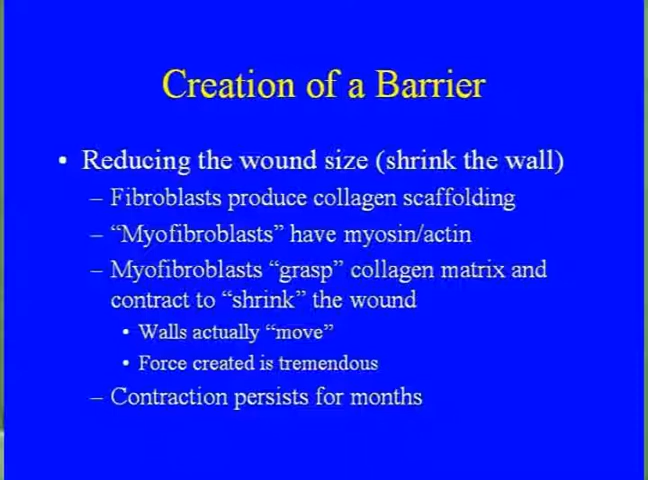 Creation of a Barrier
• Reducing the wound size (shrink the wall)
– Fibroblasts produce collagen scaffolding
– “Myofibroblasts” have myosin/actin
– Myofibroblasts “grasp” collagen matrix and
contract to “shrink” the wound
• Walls actually “move”
• Force created is tremendous
– Contraction persists for months